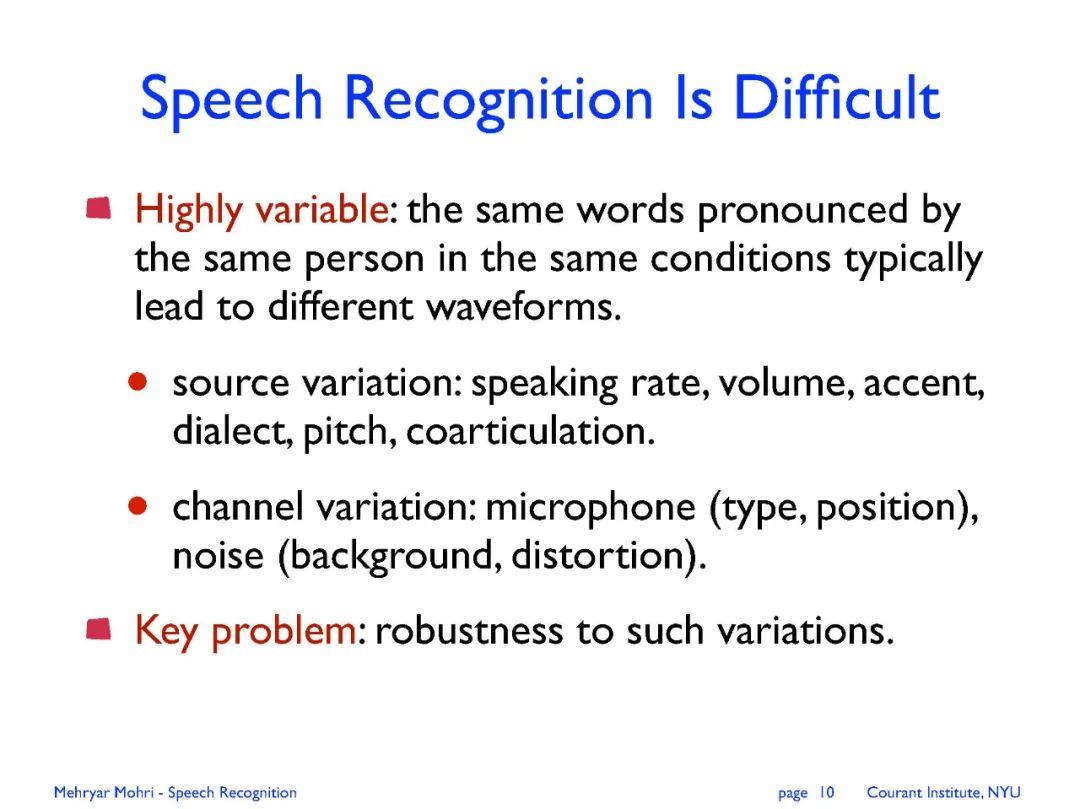 Speech Recognition Is Difficult
Highly variable: the same words pronounced by
the same person in the same conditions typically
lead to different waveforms.
source variation: speaking rate, volume, accent,
dialect, pitch, coarticulation.
channel variation: microphone (type, position),
noise (background, distortion).
Key problem: robustness to such variations.
Mehryar Mohri - Speech Recognition page 10 Courant Institute, NYU